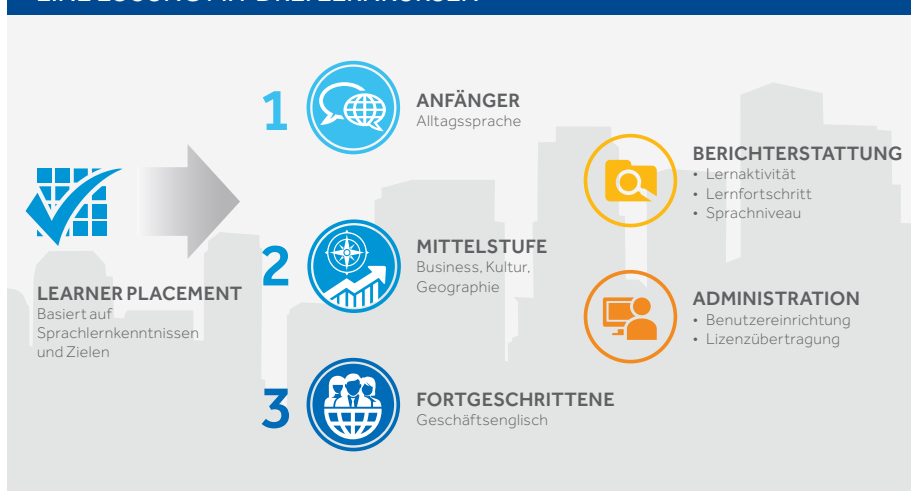 LEARNER PLACEMENT
Basiert auf
Sprachlernkenntnissen
und Zielen
1
ANFÄNGER
Alltagssprache
2
MITTELSTUFE
Business, Kultur,
Geographie
3
FORTGESCHRITTENE
Geschäftsenglisch
BERICHTERSTATTUNG
• Lernaktivität
• Lernfortschritt
• Sprachniveau
ADMINISTRATION
• Benutzereinrichtung
• Lizenzübertragung